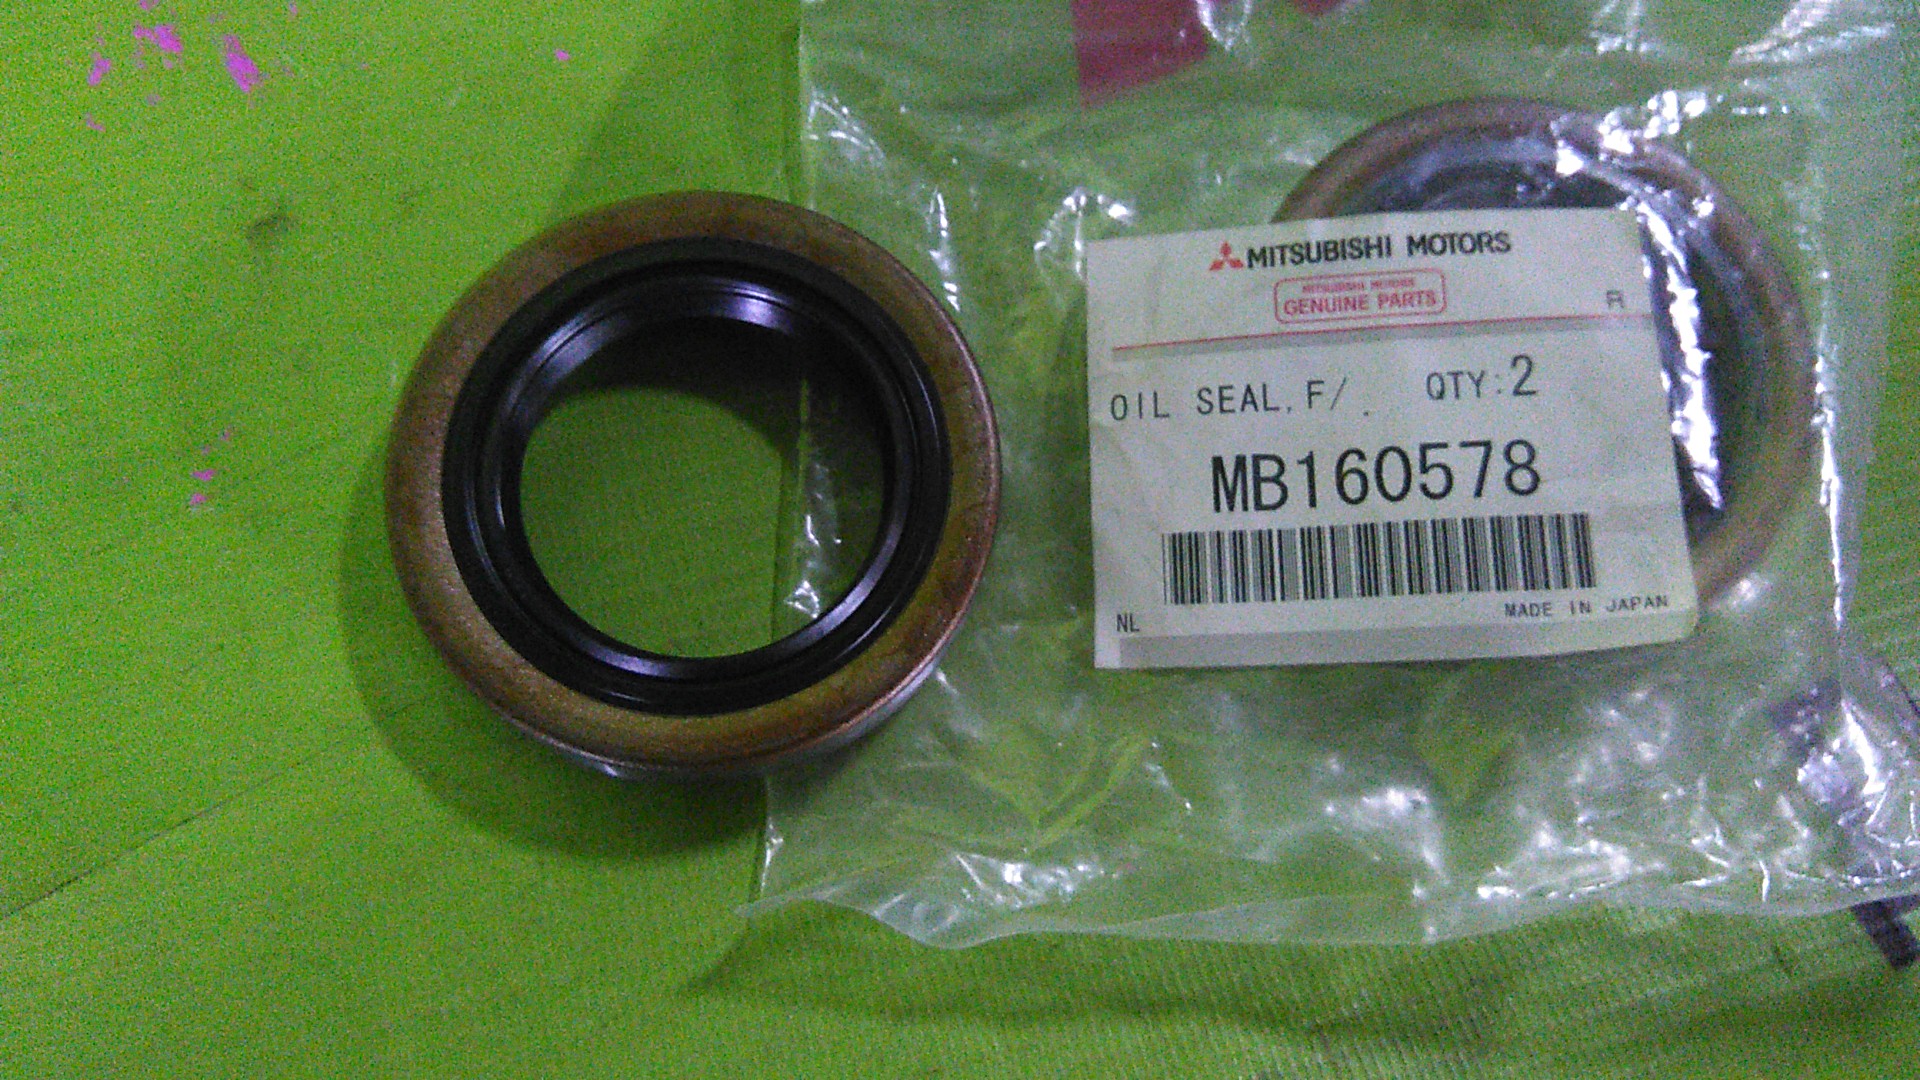 MITSUBISHI MOTORS
MITSUBISHI MOTORS
GENUINE PARTS
R
OIL SEAL,F/ . QTY:2
MB160578
NL MADE IN JAPAN